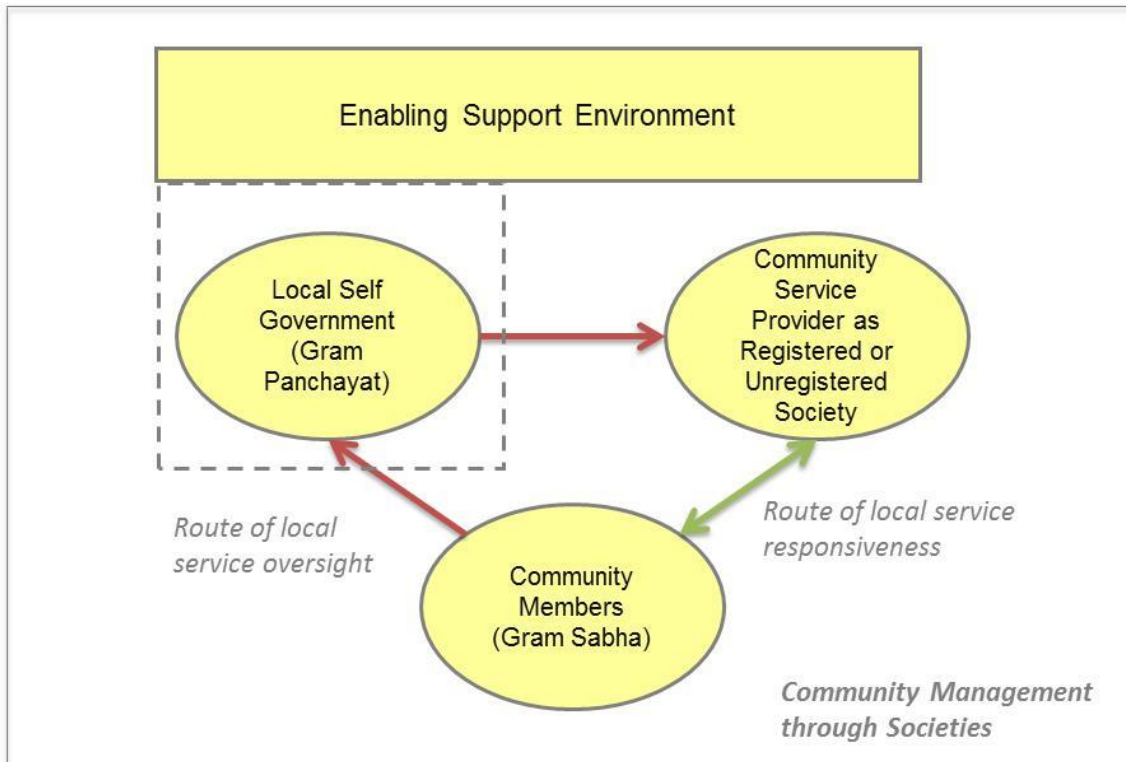 Enabling Support Environment
Local Self
Government
(Gram
Panchayat)
Community
Service
Provider as
Registered or
Unregistered
Society
Route of local
service oversight
Route of local service
responsiveness
Community
Members
(Gram Sabha)
Community Management
through Societies